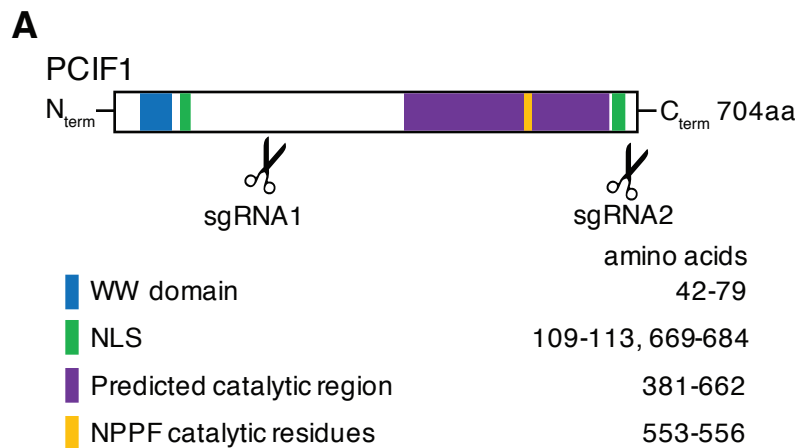 A
PCIF1
Nterm
Cterm 704aa
sgRNA1
sgRNA2
amino acids
WW domain 42-79
NLS 109-113, 669-684
Predicted catalytic region 381-662
NPPF catalytic residues 553-556